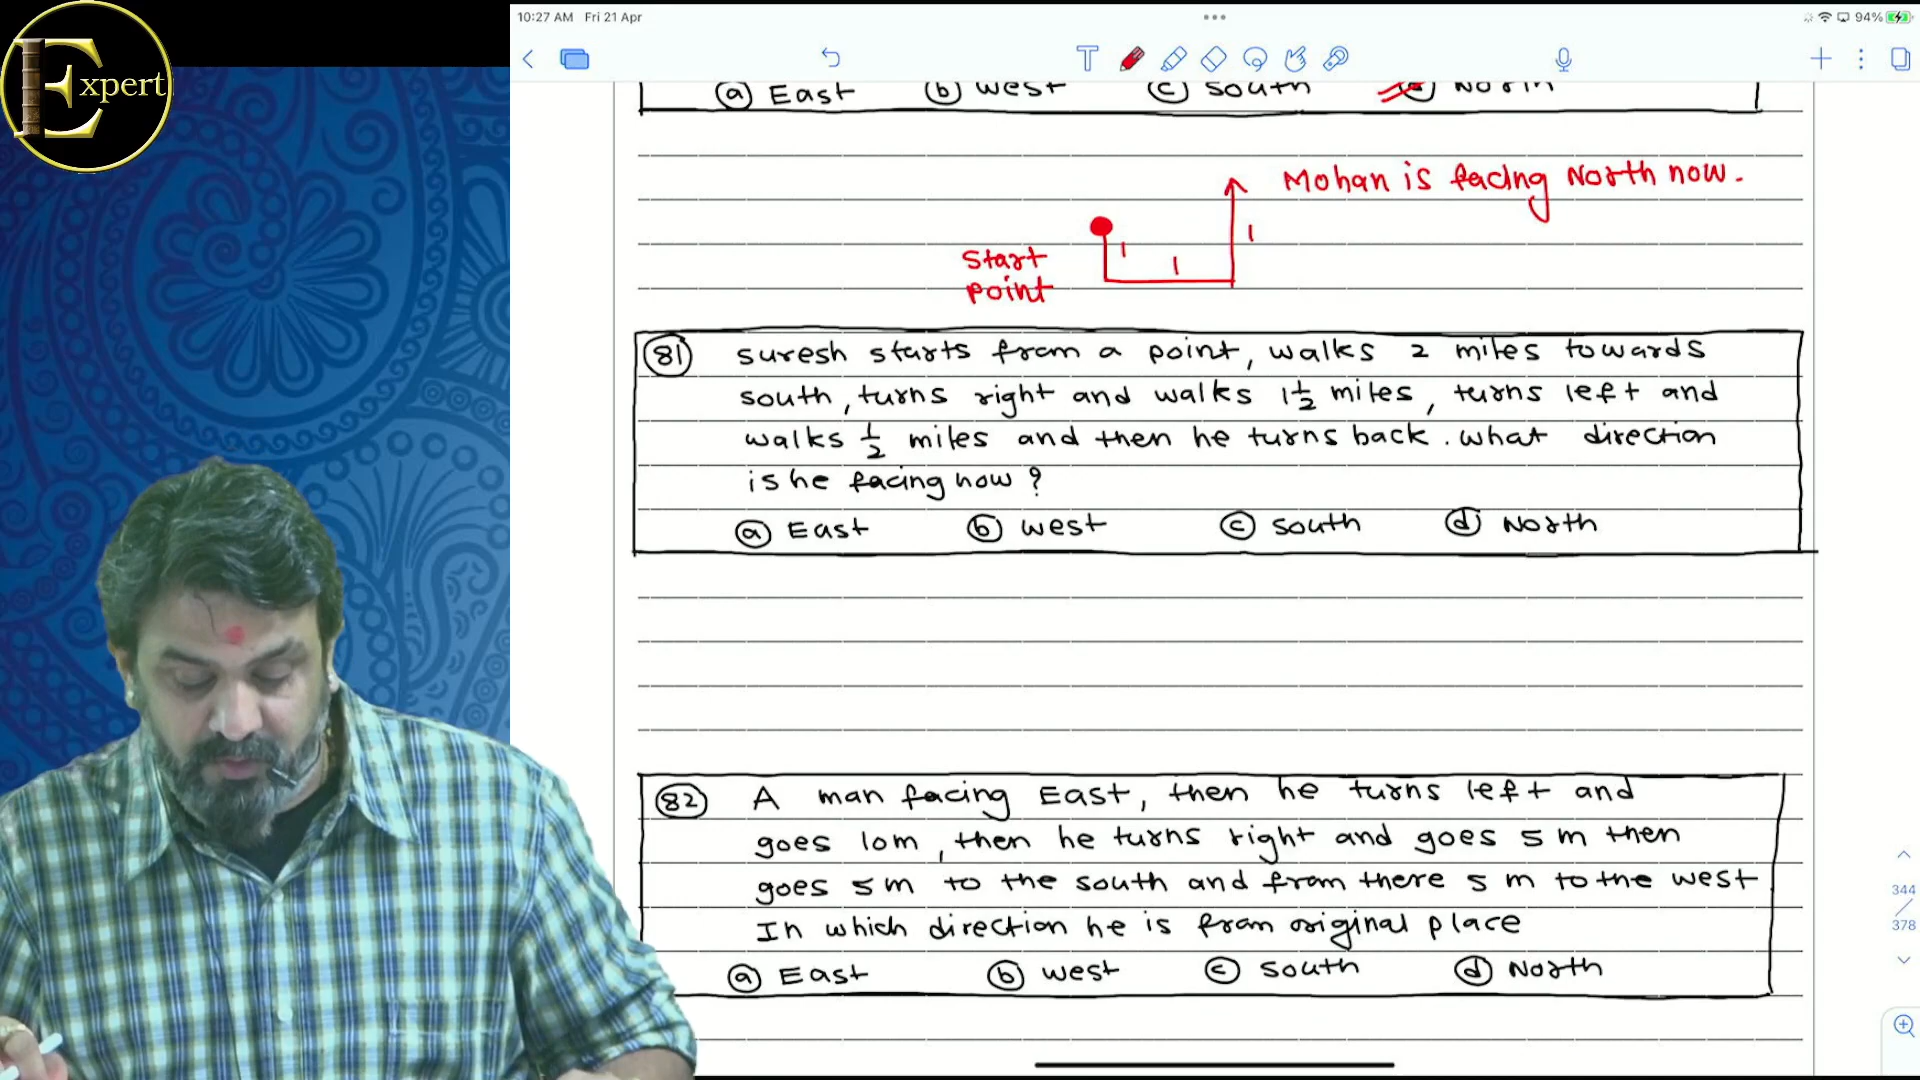 Expert
10:27 AM Fri 21 Apr
94%
(a) East (b) west (c) south (d) North
Mohan is facing North now.
1
1
1
start
point
(81) suresh starts from a point, walks 2 miles towards
south, turns right and walks 1 1/2 miles, turns left and
walks 1/2 miles and then he turns back. what direction
is he facing now?
(a) East (b) west (c) south (d) North
(82) A man facing East, then he turns left and
goes 10m, then he turns right and goes 5 m then
goes 5m to the south and from there 5 m to the west
In which direction he is from original place
(a) East (b) west (c) south (d) North
344
378